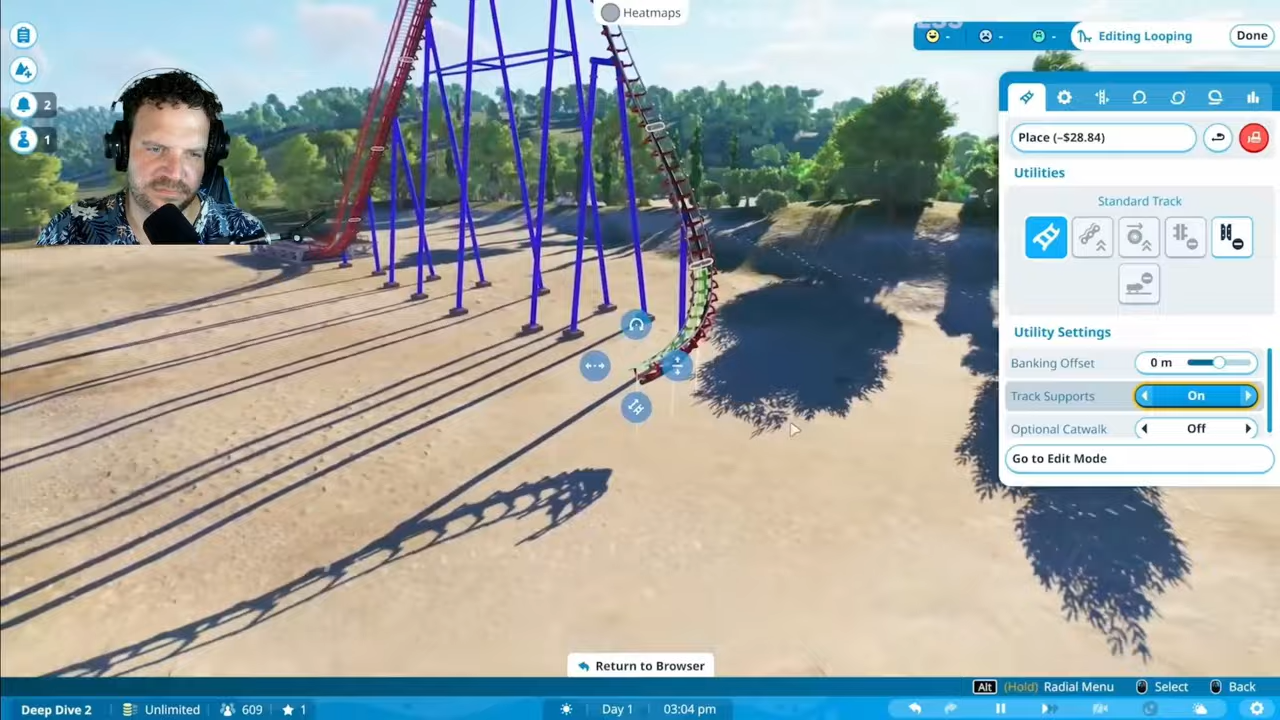 Heatmaps
2
1
- - -
Editing Looping
Done
Place (−$28.84)
Utilities
Standard Track
Utility Settings
Banking Offset
0 m
Track Supports
On
Optional Catwalk
Off
Go to Edit Mode
Return to Browser
Alt (Hold) Radial Menu Select Back
Deep Dive 2 Unlimited 609 1 Day 1 03:04 pm